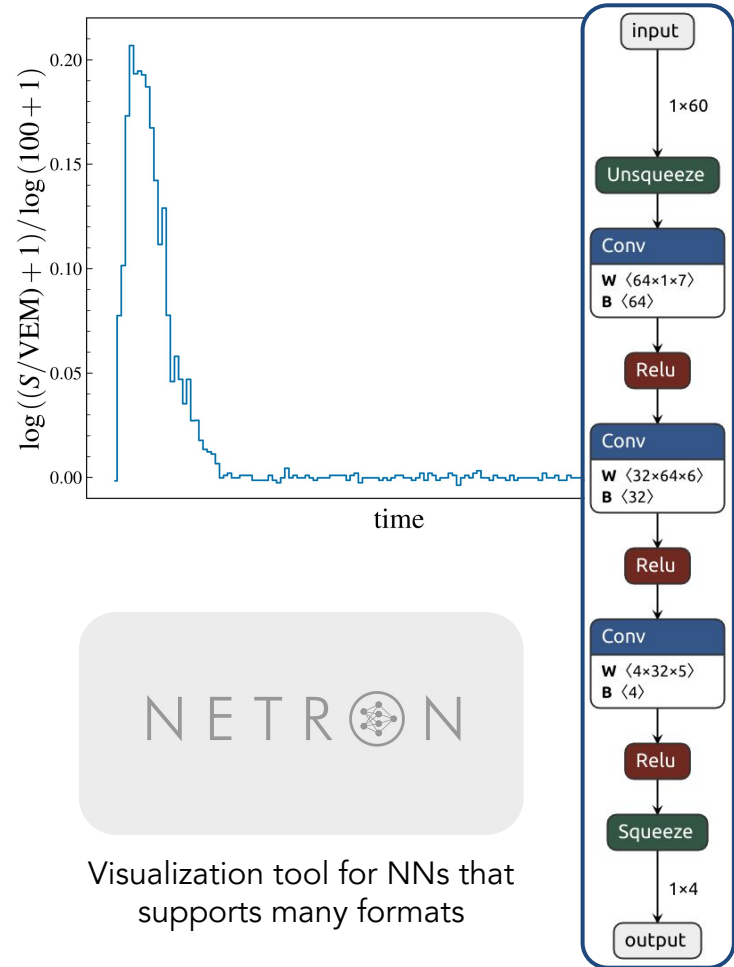 log ((S/VEM) + 1)/ log (100 + 1)
0.20
0.15
0.10
0.05
0.00
time
input
1×60
Unsqueeze
Conv
W ⟨64×1×7⟩
B ⟨64⟩
Relu
Conv
W ⟨32×64×6⟩
B ⟨32⟩
Relu
Conv
W ⟨4×32×5⟩
B ⟨4⟩
Relu
Squeeze
1×4
output
NETRON
Visualization tool for NNs that
supports many formats